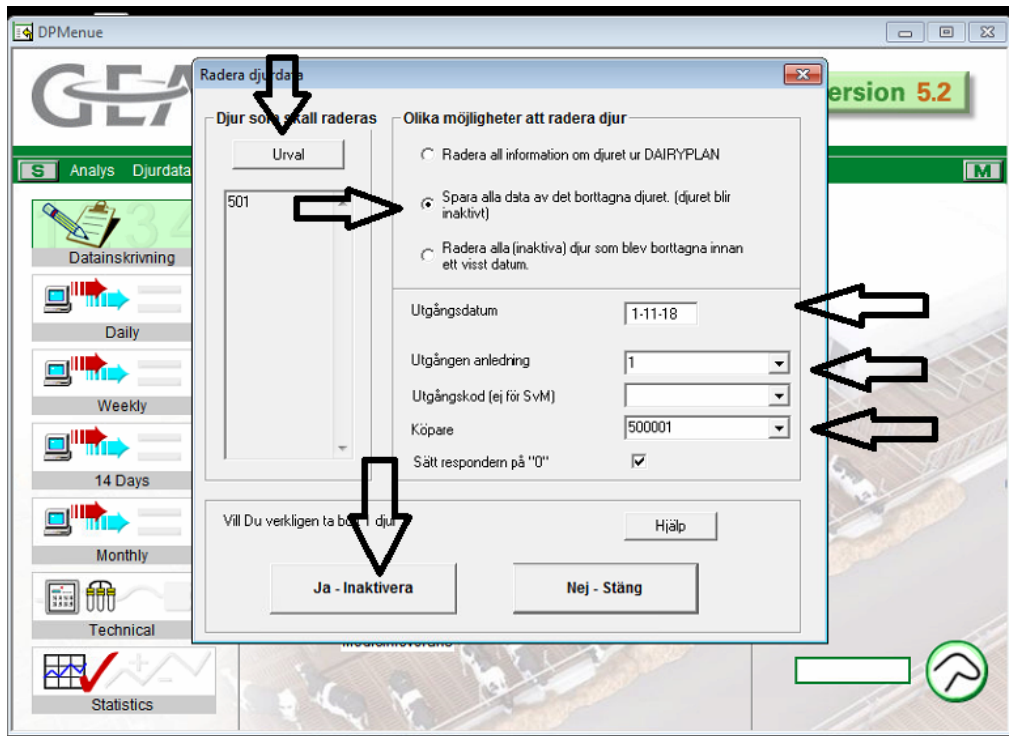 DPMenue
GEA
Version 5.2
S Analys Djurdata
M
Datainskrivning
Daily
Weekly
14 Days
Monthly
Technical
Statistics
Radera djurdata
Djur som skall raderas
Urval
501
Olika möjligheter att radera djur
Radera all information om djuret ur DAIRYPLAN
Spara alla data av det borttagna djuret. (djuret blir
inaktivt)
Radera alla (inaktiva) djur som blev borttagna innan
ett visst datum.
Utgångsdatum 1-11-18
Utgången anledning 1
Utgångskod (ej för SvM)
Köpare 500001
Sätt respondern på "0"
Vill Du verkligen ta bort 1 djur
Hjälp
Ja - Inaktivera
Nej - Stäng